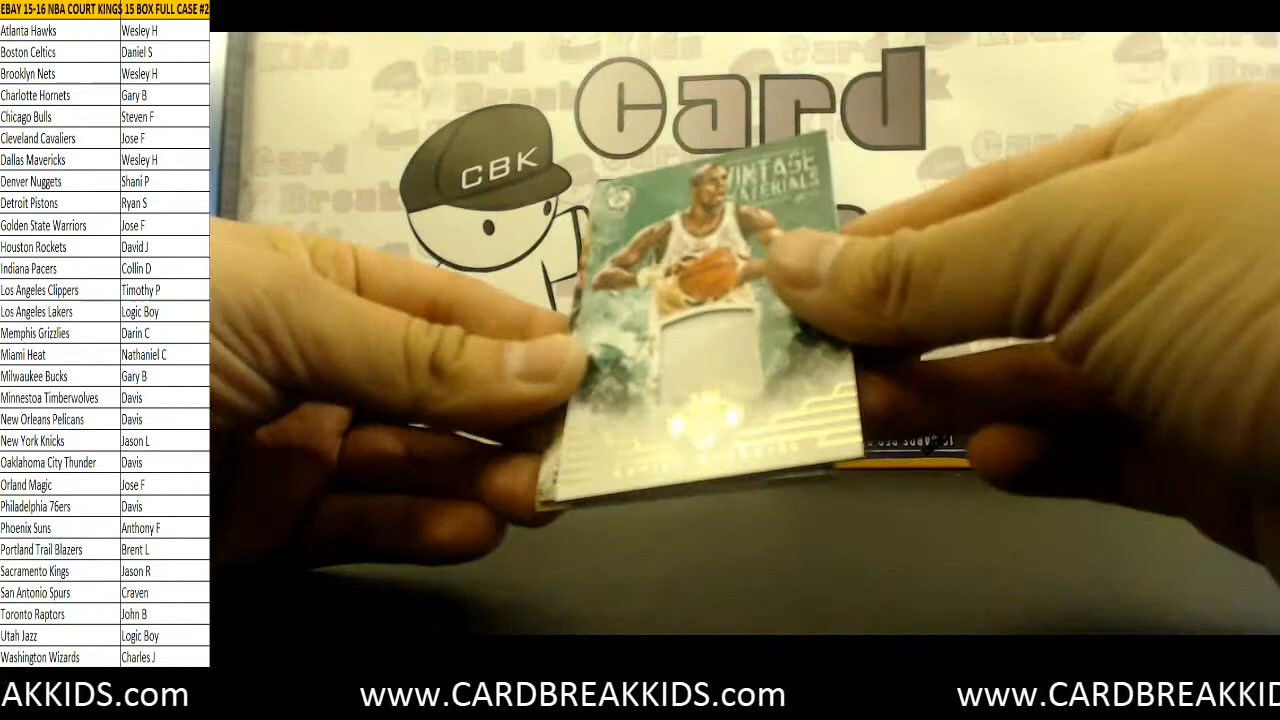 EBAY 15-16 NBA COURT KINGS 15 BOX FULL CASE #2
Atlanta Hawks Wesley H
Boston Celtics Daniel S
Brooklyn Nets Wesley H
Charlotte Hornets Gary B
Chicago Bulls Steven F
Cleveland Cavaliers Jose F
Dallas Mavericks Wesley H
Denver Nuggets Shani P
Detroit Pistons Ryan S
Golden State Warriors Jose F
Houston Rockets David J
Indiana Pacers Collin D
Los Angeles Clippers Timothy P
Los Angeles Lakers Logic Boy
Memphis Grizzlies Darin C
Miami Heat Nathaniel C
Milwaukee Bucks Gary B
Minnestoa Timberwolves Davis
New Orleans Pelicans Davis
New York Knicks Jason L
Oaklahoma City Thunder Davis
Orland Magic Jose F
Philadelphia 76ers Davis
Phoenix Suns Anthony F
Portland Trail Blazers Brent L
Sacramento Kings Jason R
San Antonio Spurs Craven
Toronto Raptors John B
Utah Jazz Logic Boy
Washington Wizards Charles J
Card
CBK
VINTAGE
ATERIALS
AKKIDS.com www.CARDBREAKKIDS.com www.CARDBREAKKID